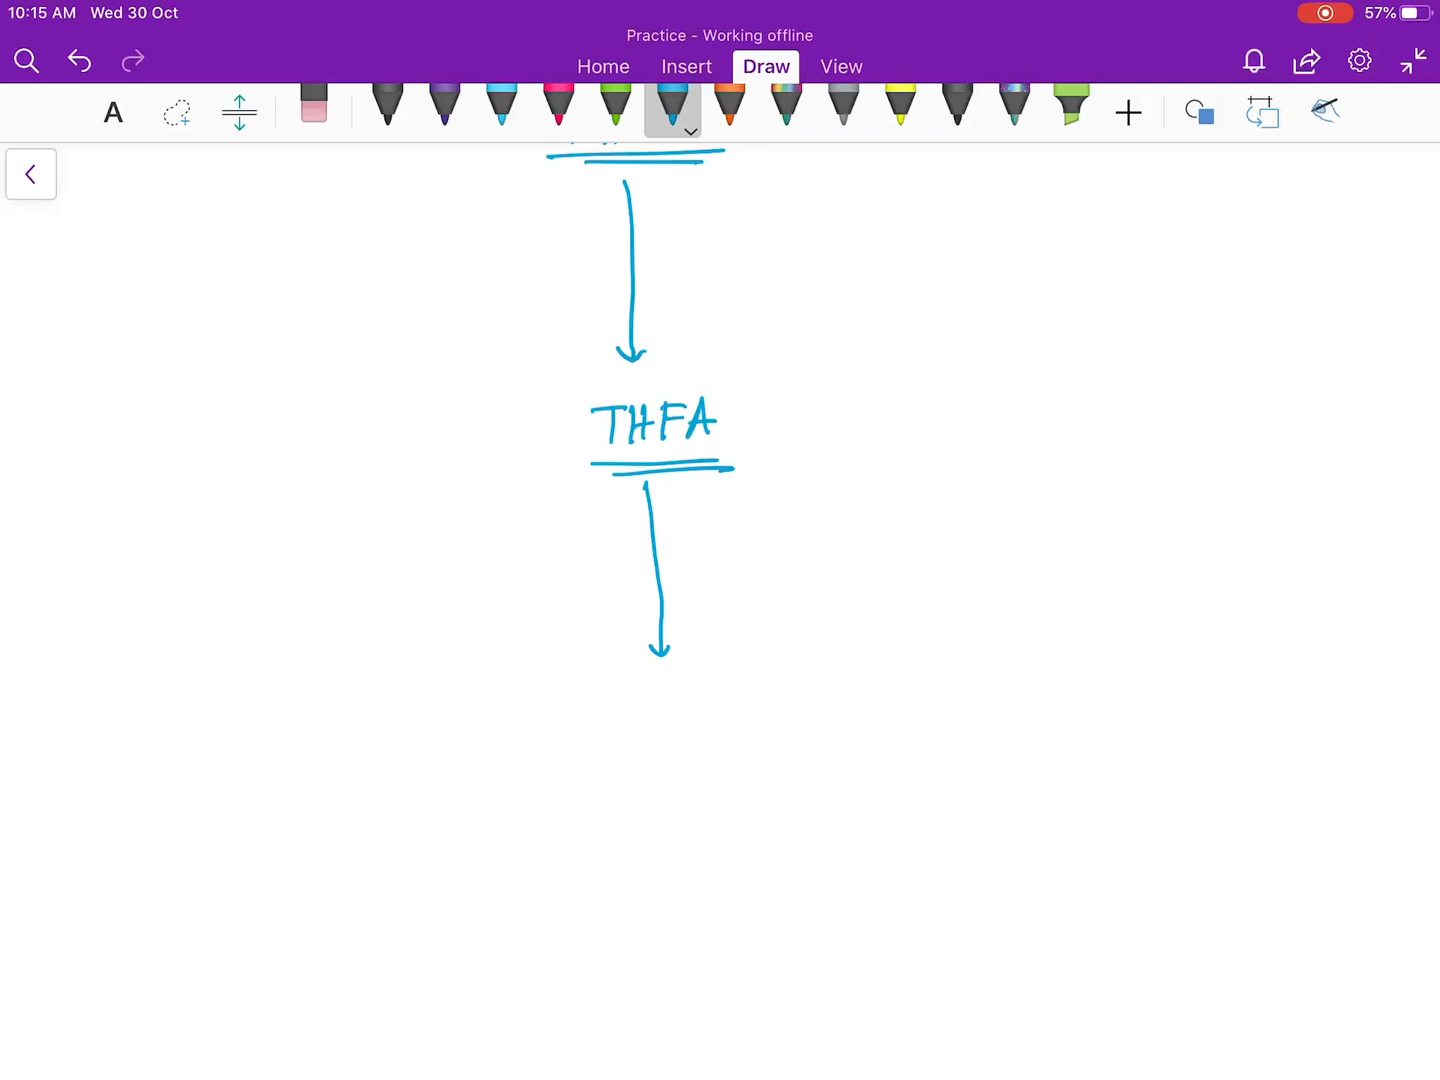 10:15 AM Wed 30 Oct
57%
Practice - Working offline
Home Insert Draw View
A
THFA